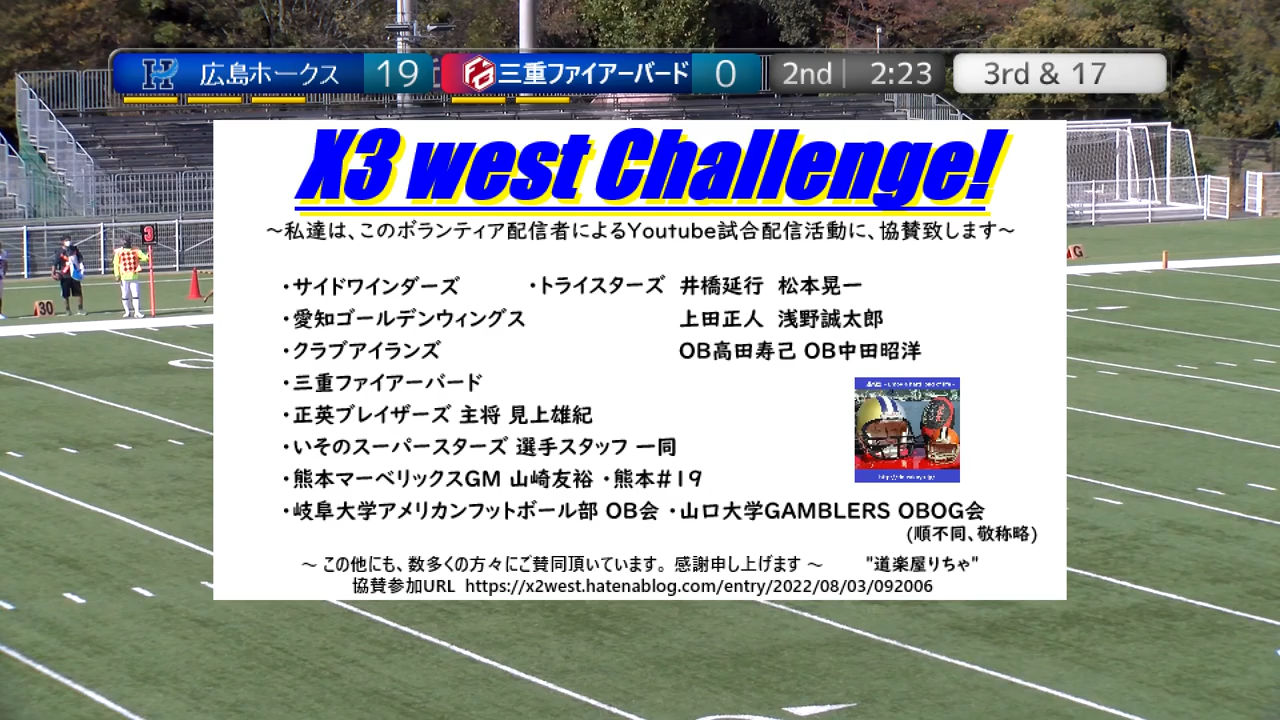 広島ホークス 19 三重ファイアーバード 0 2nd 2:23 3rd & 17
X3 west Challenge!
～私達は、このボランティア配信者によるYoutube試合配信活動に、協賛致します～
3
G
30
・サイドワインダーズ ・トライスターズ 井橋延行 松本晃一
・愛知ゴールデンウィングス 上田正人 浅野誠太郎
・クラブアイランズ OB高田寿己 OB中田昭洋
・三重ファイアーバード
・正英ブレイザーズ 主将 見上雄紀
・いそのスーパースターズ 選手スタッフ 一同
・熊本マーベリックスGM 山崎友裕 ・熊本#19
・岐阜大学アメリカンフットボール部 OB会 ・山口大学GAMBLERS OBOG会
(順不同、敬称略)
～ この他にも、数多くの方々にご賛同頂いています。感謝申し上げます ～ "道楽屋りちゃ"
協賛参加URL https://x2west.hatenablog.com/entry/2022/08/03/092006